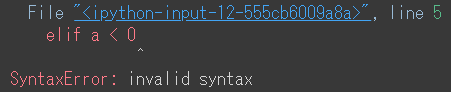 File "<ipython-input-12-555cb6009a8a>", line 5
elif a < 0
^
SyntaxError: invalid syntax